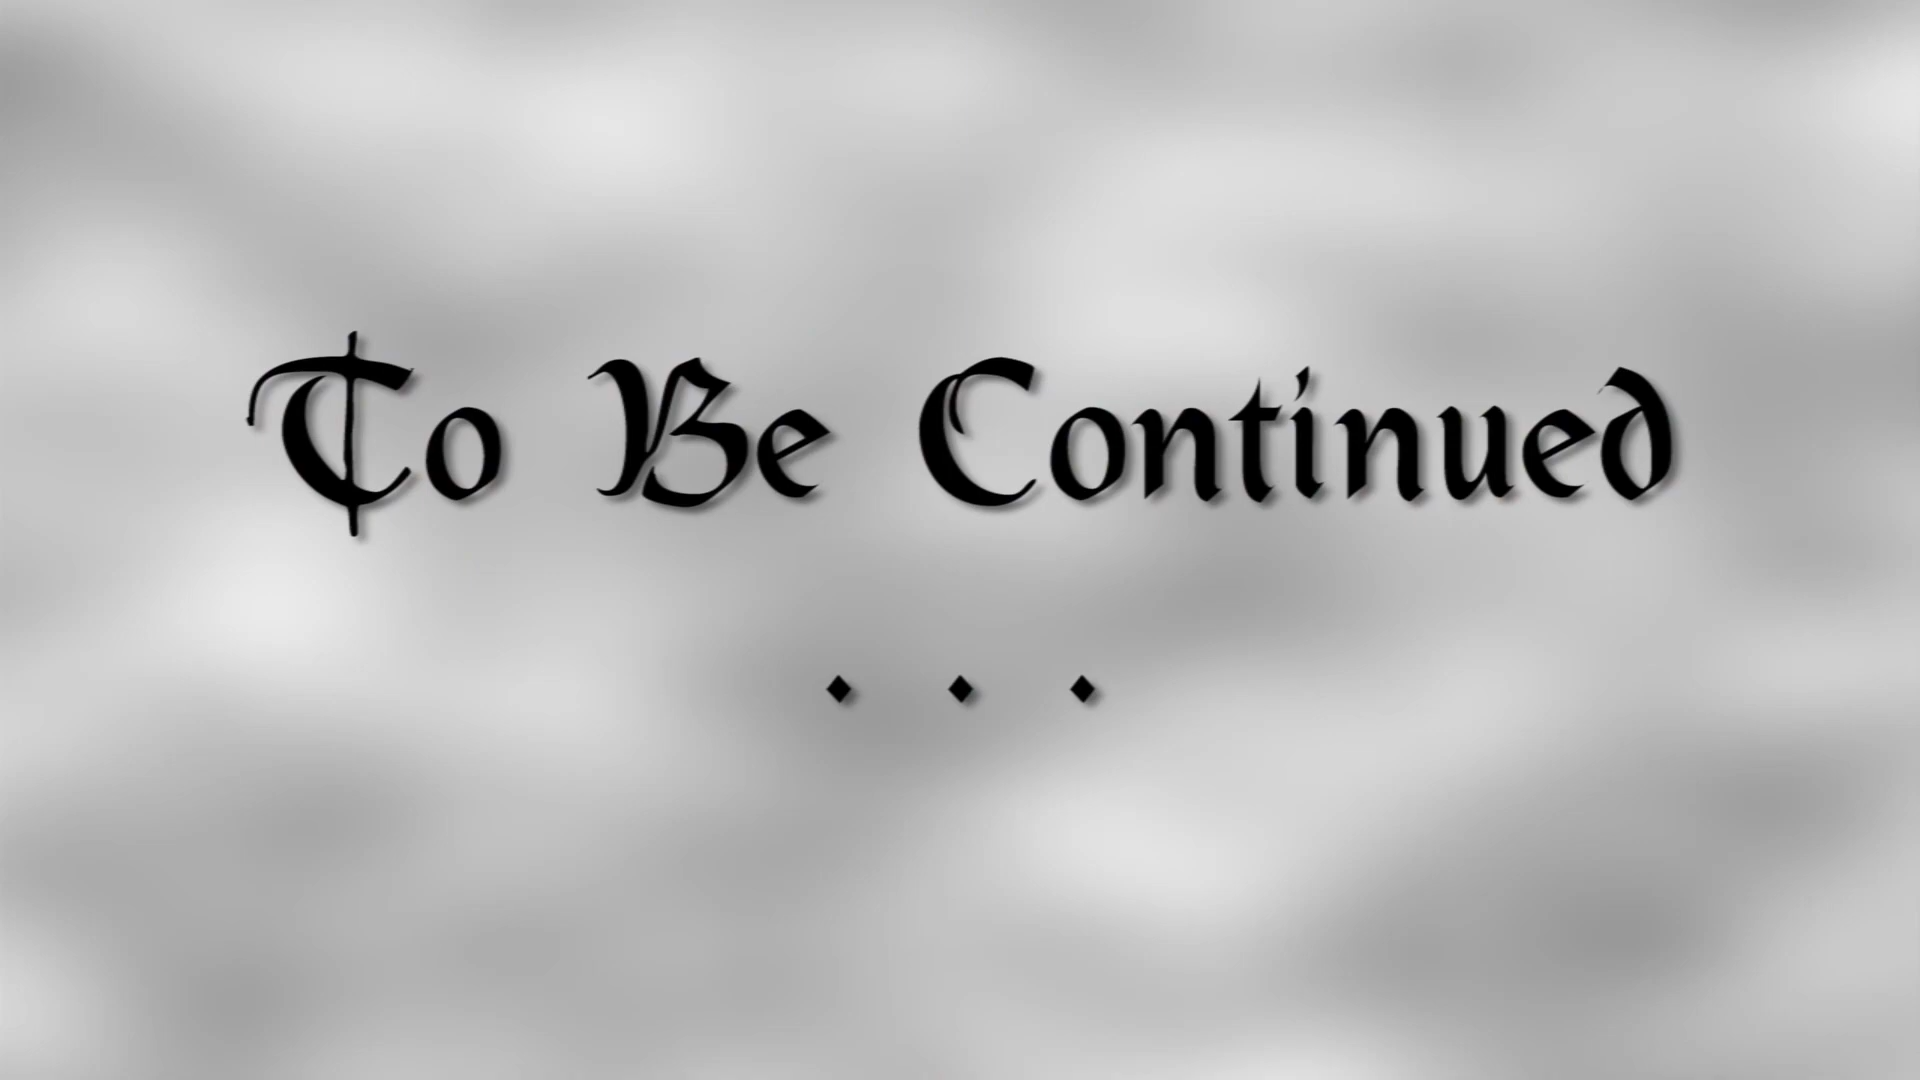 To Be Continued
. . .